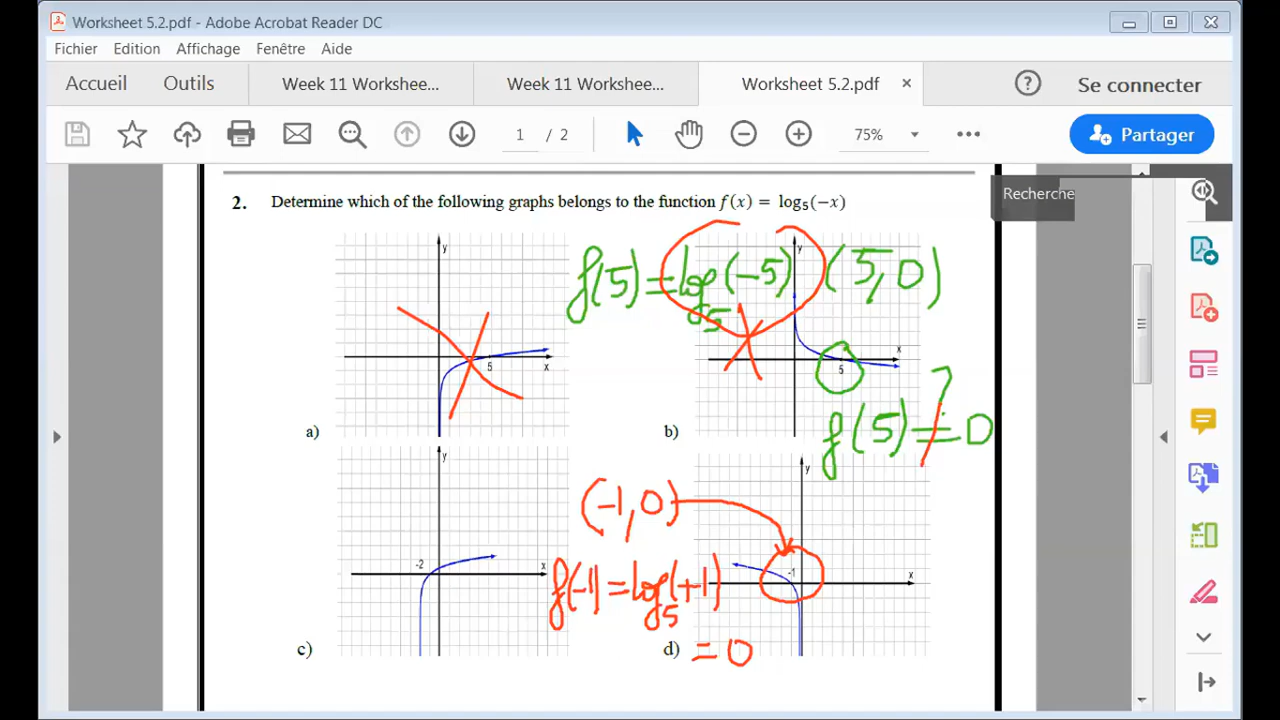 Worksheet 5.2.pdf - Adobe Acrobat Reader DC
Fichier Edition Affichage Fenêtre Aide
Accueil Outils Week 11 Workshee... Week 11 Workshee... Worksheet 5.2.pdf × Se connecter
1 / 2 75% Partager
Recherche
2. Determine which of the following graphs belongs to the function f(x) = log₅(−x)
y
f(5) = log₅(−5)
y
(5,0)
5
x
x
5
a)
b)
f(5) ≠ 0
?
y
y
(-1,0)
-2
x
f(-1) = log₅(+1)
-1
x
c)
d)
= 0